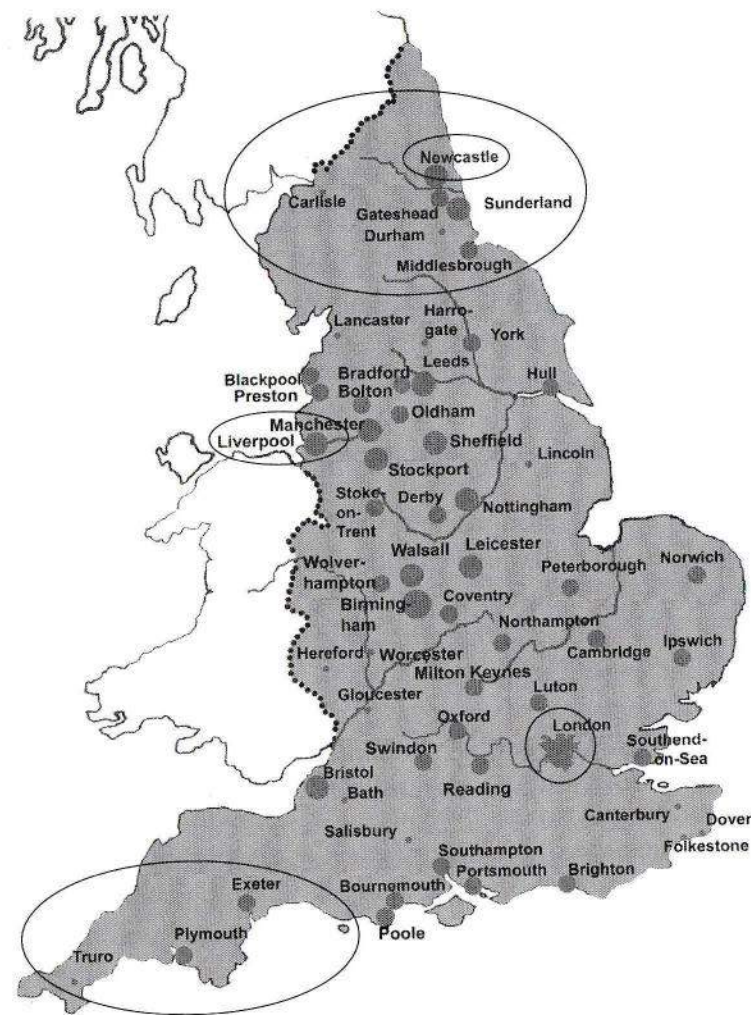 Newcastle
Carlisle
Gateshead
Sunderland
Durham
Middlesbrough
Lancaster
Harro-
gate
York
Blackpool
Bradford
Leeds
Hull
Preston
Bolton
Oldham
Manchester
Liverpool
Sheffield
Lincoln
Stockport
Stoke-
on-
Trent
Derby
Nottingham
Walsall
Leicester
Norwich
Wolver-
hampton
Peterborough
Birming-
ham
Coventry
Northampton
Hereford
Worcester
Cambridge
Ipswich
Milton Keynes
Gloucester
Luton
Oxford
London
Swindon
Southend-
on-Sea
Bristol
Reading
Bath
Canterbury
Dover
Salisbury
Folkestone
Southampton
Exeter
Bournemouth
Portsmouth
Brighton
Plymouth
Poole
Truro